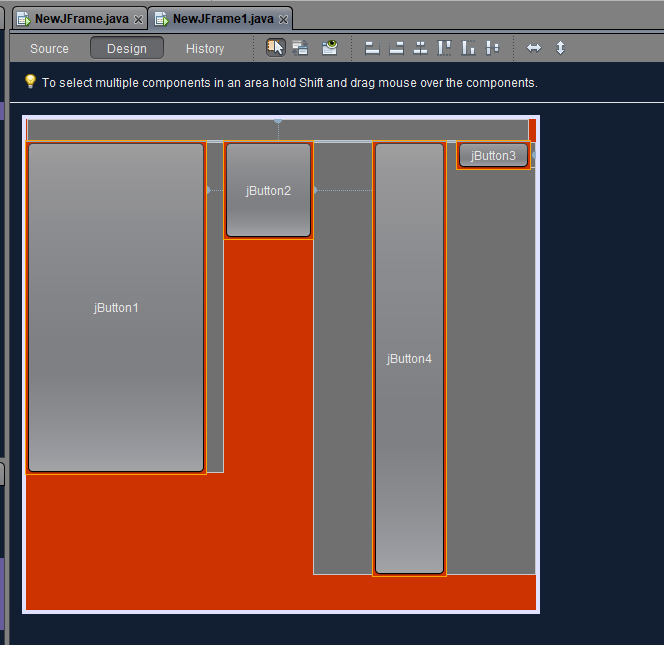 NewJFrame.java NewJFrame1.java
Source Design History
To select multiple components in an area hold Shift and drag mouse over the components.
jButton3
jButton2
jButton1
jButton4